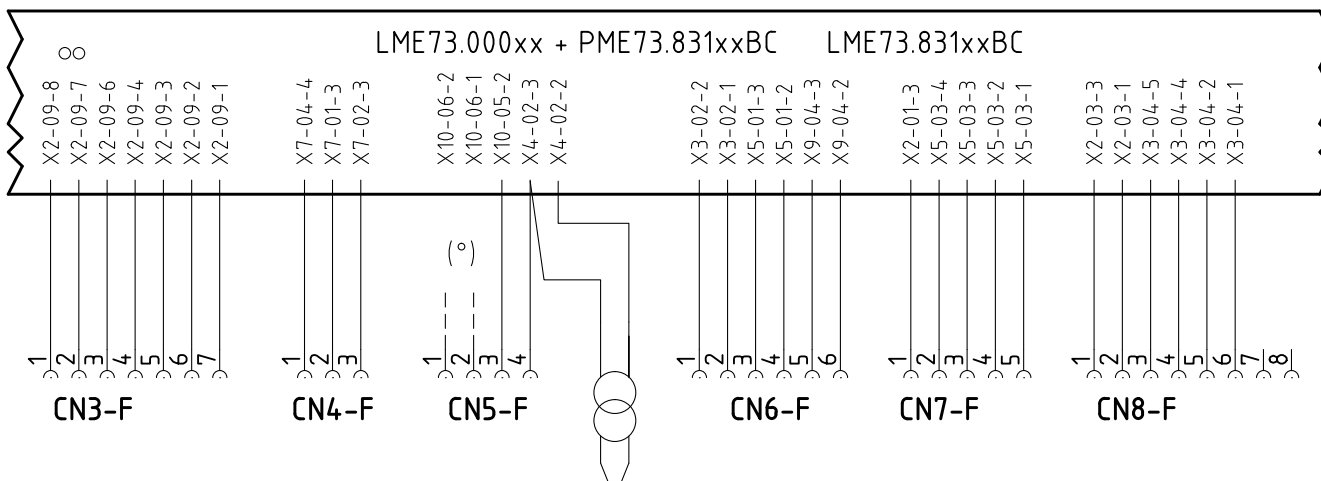 LME73.000xx + PME73.831xxBC LME73.831xxBC
X2-09-8
X2-09-7
X2-09-6
X2-09-4
X2-09-3
X2-09-2
X2-09-1
X7-04-4
X7-01-3
X7-02-3
X10-06-2
X10-06-1
X10-05-2
X4-02-3
X4-02-2
X3-02-2
X3-02-1
X5-01-3
X5-01-2
X9-04-3
X9-04-2
X2-01-3
X5-03-4
X5-03-3
X5-03-2
X5-03-1
X2-03-3
X2-03-1
X3-04-5
X3-04-4
X3-04-2
X3-04-1
(°)
1 2 3 4 5 6 7
1 2 3
1 2 3 4
1 2 3 4 5 6
1 2 3 4 5
1 2 3 4 5 6 7 8
CN3-F
CN4-F
CN5-F
CN6-F
CN7-F
CN8-F